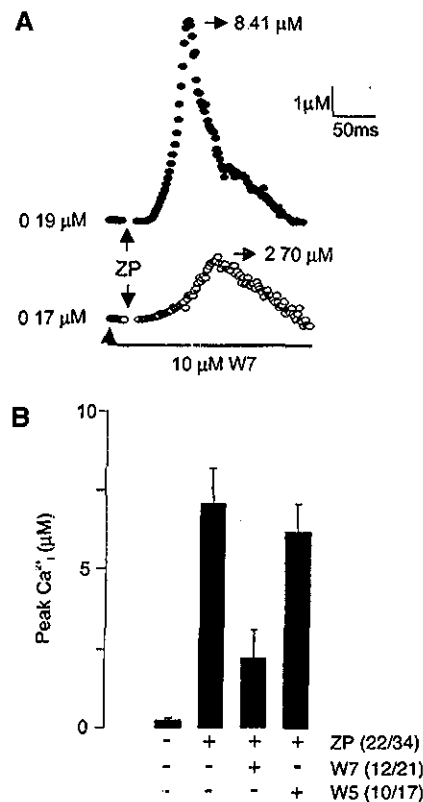 A
8.41 µM
1µM
50ms
0 19 µM
ZP
2 70 µM
0 17 µM
10 µM W7
B
10
Peak Ca²⁺i (µM)
5
0
- + + + ZP (22/34)
- - + - W7 (12/21)
- - - + W5 (10/17)